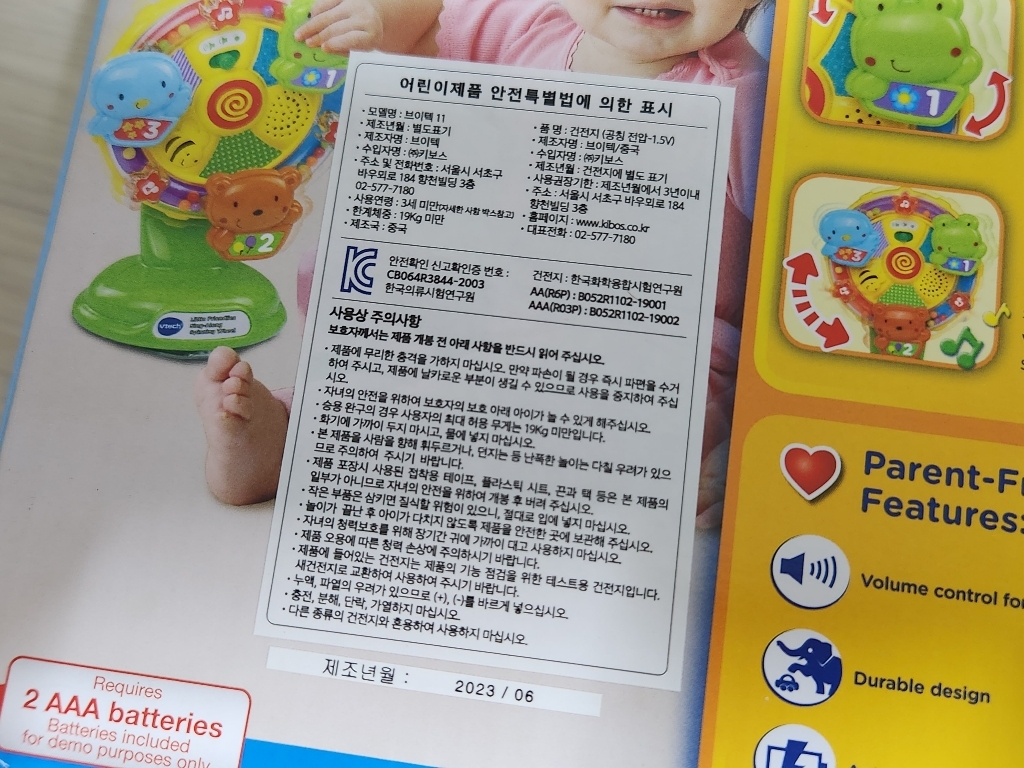 어린이제품 안전특별법에 의한 표시
· 모델명 : 브이텍 11
· 제조년월 : 별도표기
· 제조자명 : 브이텍
· 수입자명 : ㈜키보스
· 주소 및 전화번호 : 서울시 서초구
바우뫼로 184 향천빌딩 3층
02-577-7180
· 사용연령 : 3세 미만(자세한 사항 박스참고)
· 한계체중 : 19Kg 미만
· 제조국 : 중국
· 품 명 : 건전지 (공칭 전압-1.5V)
· 제조자명 : 브이텍/중국
· 수입자명 : ㈜키보스
· 제조년월 : 건전지에 별도 표기
· 사용권장기한 : 제조년월에서 3년이내
· 주소 : 서울시 서초구 바우뫼로 184
향천빌딩 3층
· 홈페이지 : www.kibos.co.kr
· 대표전화 : 02-577-7180
안전확인 신고확인증 번호 :
CB064R3844-2003
한국의류시험연구원
건전지 : 한국화학융합시험연구원
AA(R6P) : B052R1102-19001
AAA(R03P) : B052R1102-19002
사용상 주의사항
보호자께서는 제품 개봉 전 아래 사항을 반드시 읽어 주십시오.
· 제품에 무리한 충격을 가하지 마십시오. 만약 파손이 될 경우 즉시 파편을 수거
하여 주시고, 제품에 날카로운 부분이 생길 수 있으므로 사용을 중지하여 주십
시오.
· 자녀의 안전을 위하여 보호자의 보호 아래 아이가 놀 수 있게 해주십시오.
· 승용 완구의 경우 사용자의 최대 허용 무게는 19Kg 미만입니다.
· 화기에 가까이 두지 마시고, 물에 넣지 마십시오.
· 본 제품을 사람을 향해 휘두르거나, 던지는 등 난폭한 놀이는 다칠 우려가 있으
므로 주의하여 주시기 바랍니다.
· 제품 포장시 사용된 접착용 테이프, 플라스틱 시트, 끈과 택 등은 본 제품의
일부가 아니므로 자녀의 안전을 위하여 개봉 후 버려 주십시오.
· 작은 부품은 삼키면 질식할 위험이 있으니, 절대로 입에 넣지 마십시오.
· 놀이가 끝난 후 아이가 다치지 않도록 제품을 안전한 곳에 보관해 주십시오.
· 자녀의 청력보호를 위해 장기간 귀에 가까이 대고 사용하지 마십시오.
· 제품 오용에 따른 청력 손상에 주의하시기 바랍니다.
· 제품에 들어있는 건전지는 제품의 기능 점검을 위한 테스트용 건전지입니다.
새건전지로 교환하여 사용하여 주시기 바랍니다.
· 누액, 파열의 우려가 있으므로 (+), (-)를 바르게 넣으십시오.
· 충전, 분해, 단락, 가열하지 마십시오.
· 다른 종류의 건전지와 혼용하여 사용하지 마십시오.
제조년월 : 2023 / 06
Requires
2 AAA batteries
Batteries included
for demo purposes only
vtech
Little Friendlies
Sing-Along
Spinning Wheel
1
3
2
1
3
1
2
Parent-Fr
Features:
Volume control for
Durable design